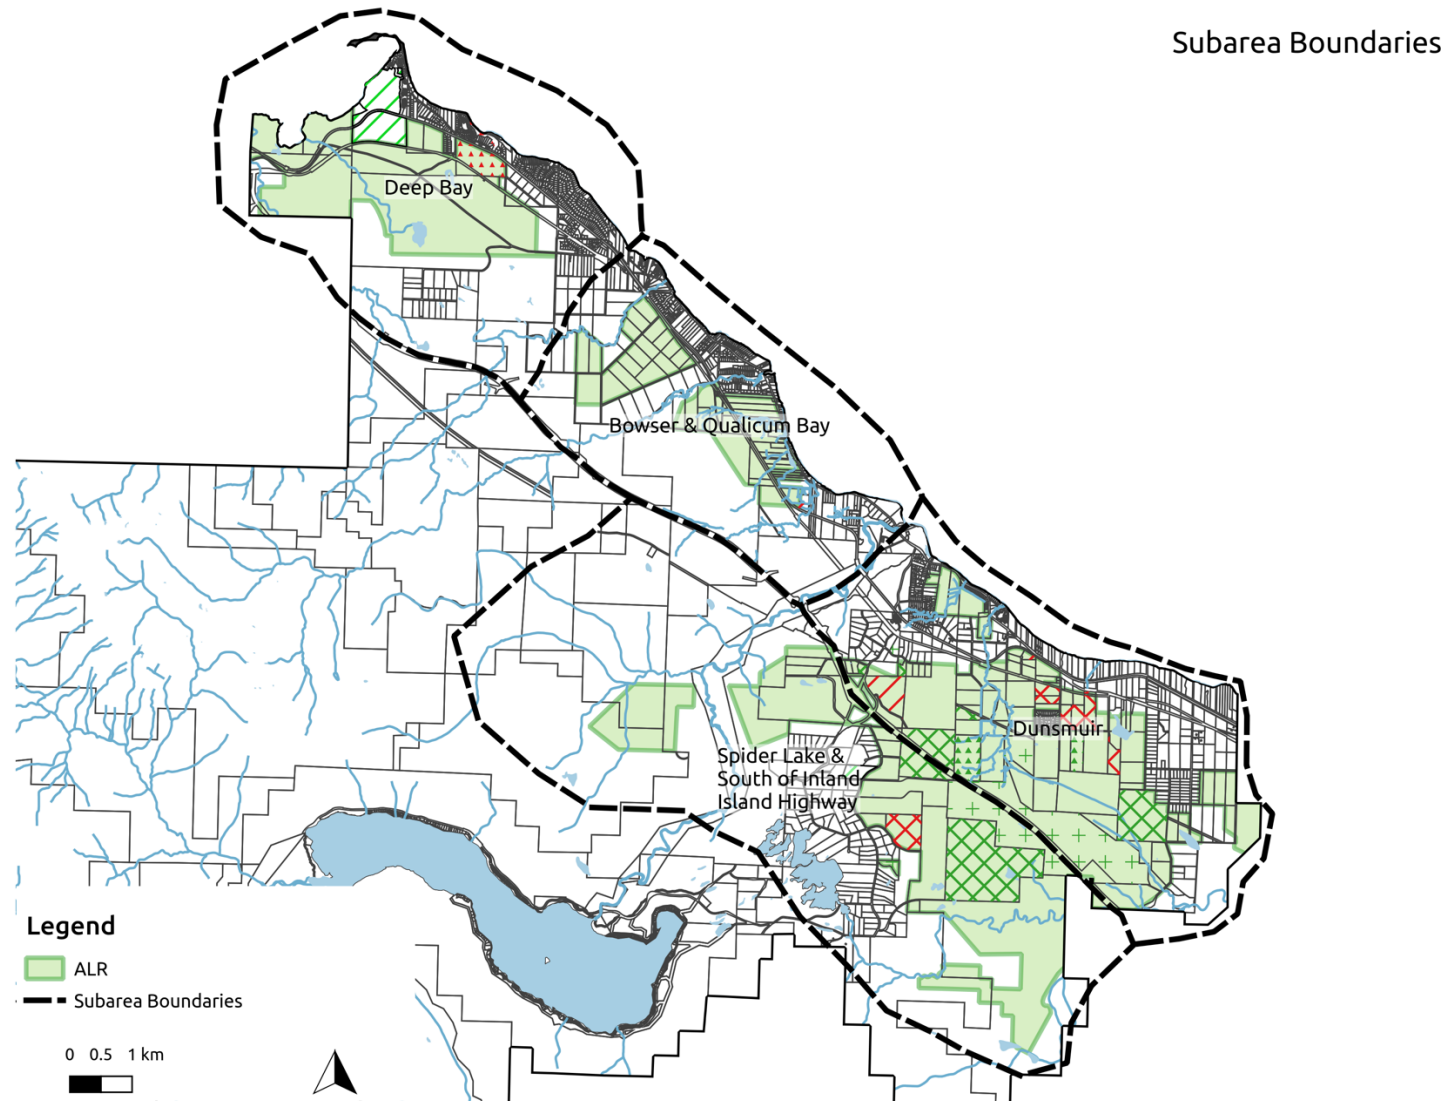 Subarea Boundaries
Deep Bay
Bowser & Qualicum Bay
Dunsmuir
Spider Lake &
South of Inland
Island Highway
Legend
ALR
Subarea Boundaries
0 0.5 1 km